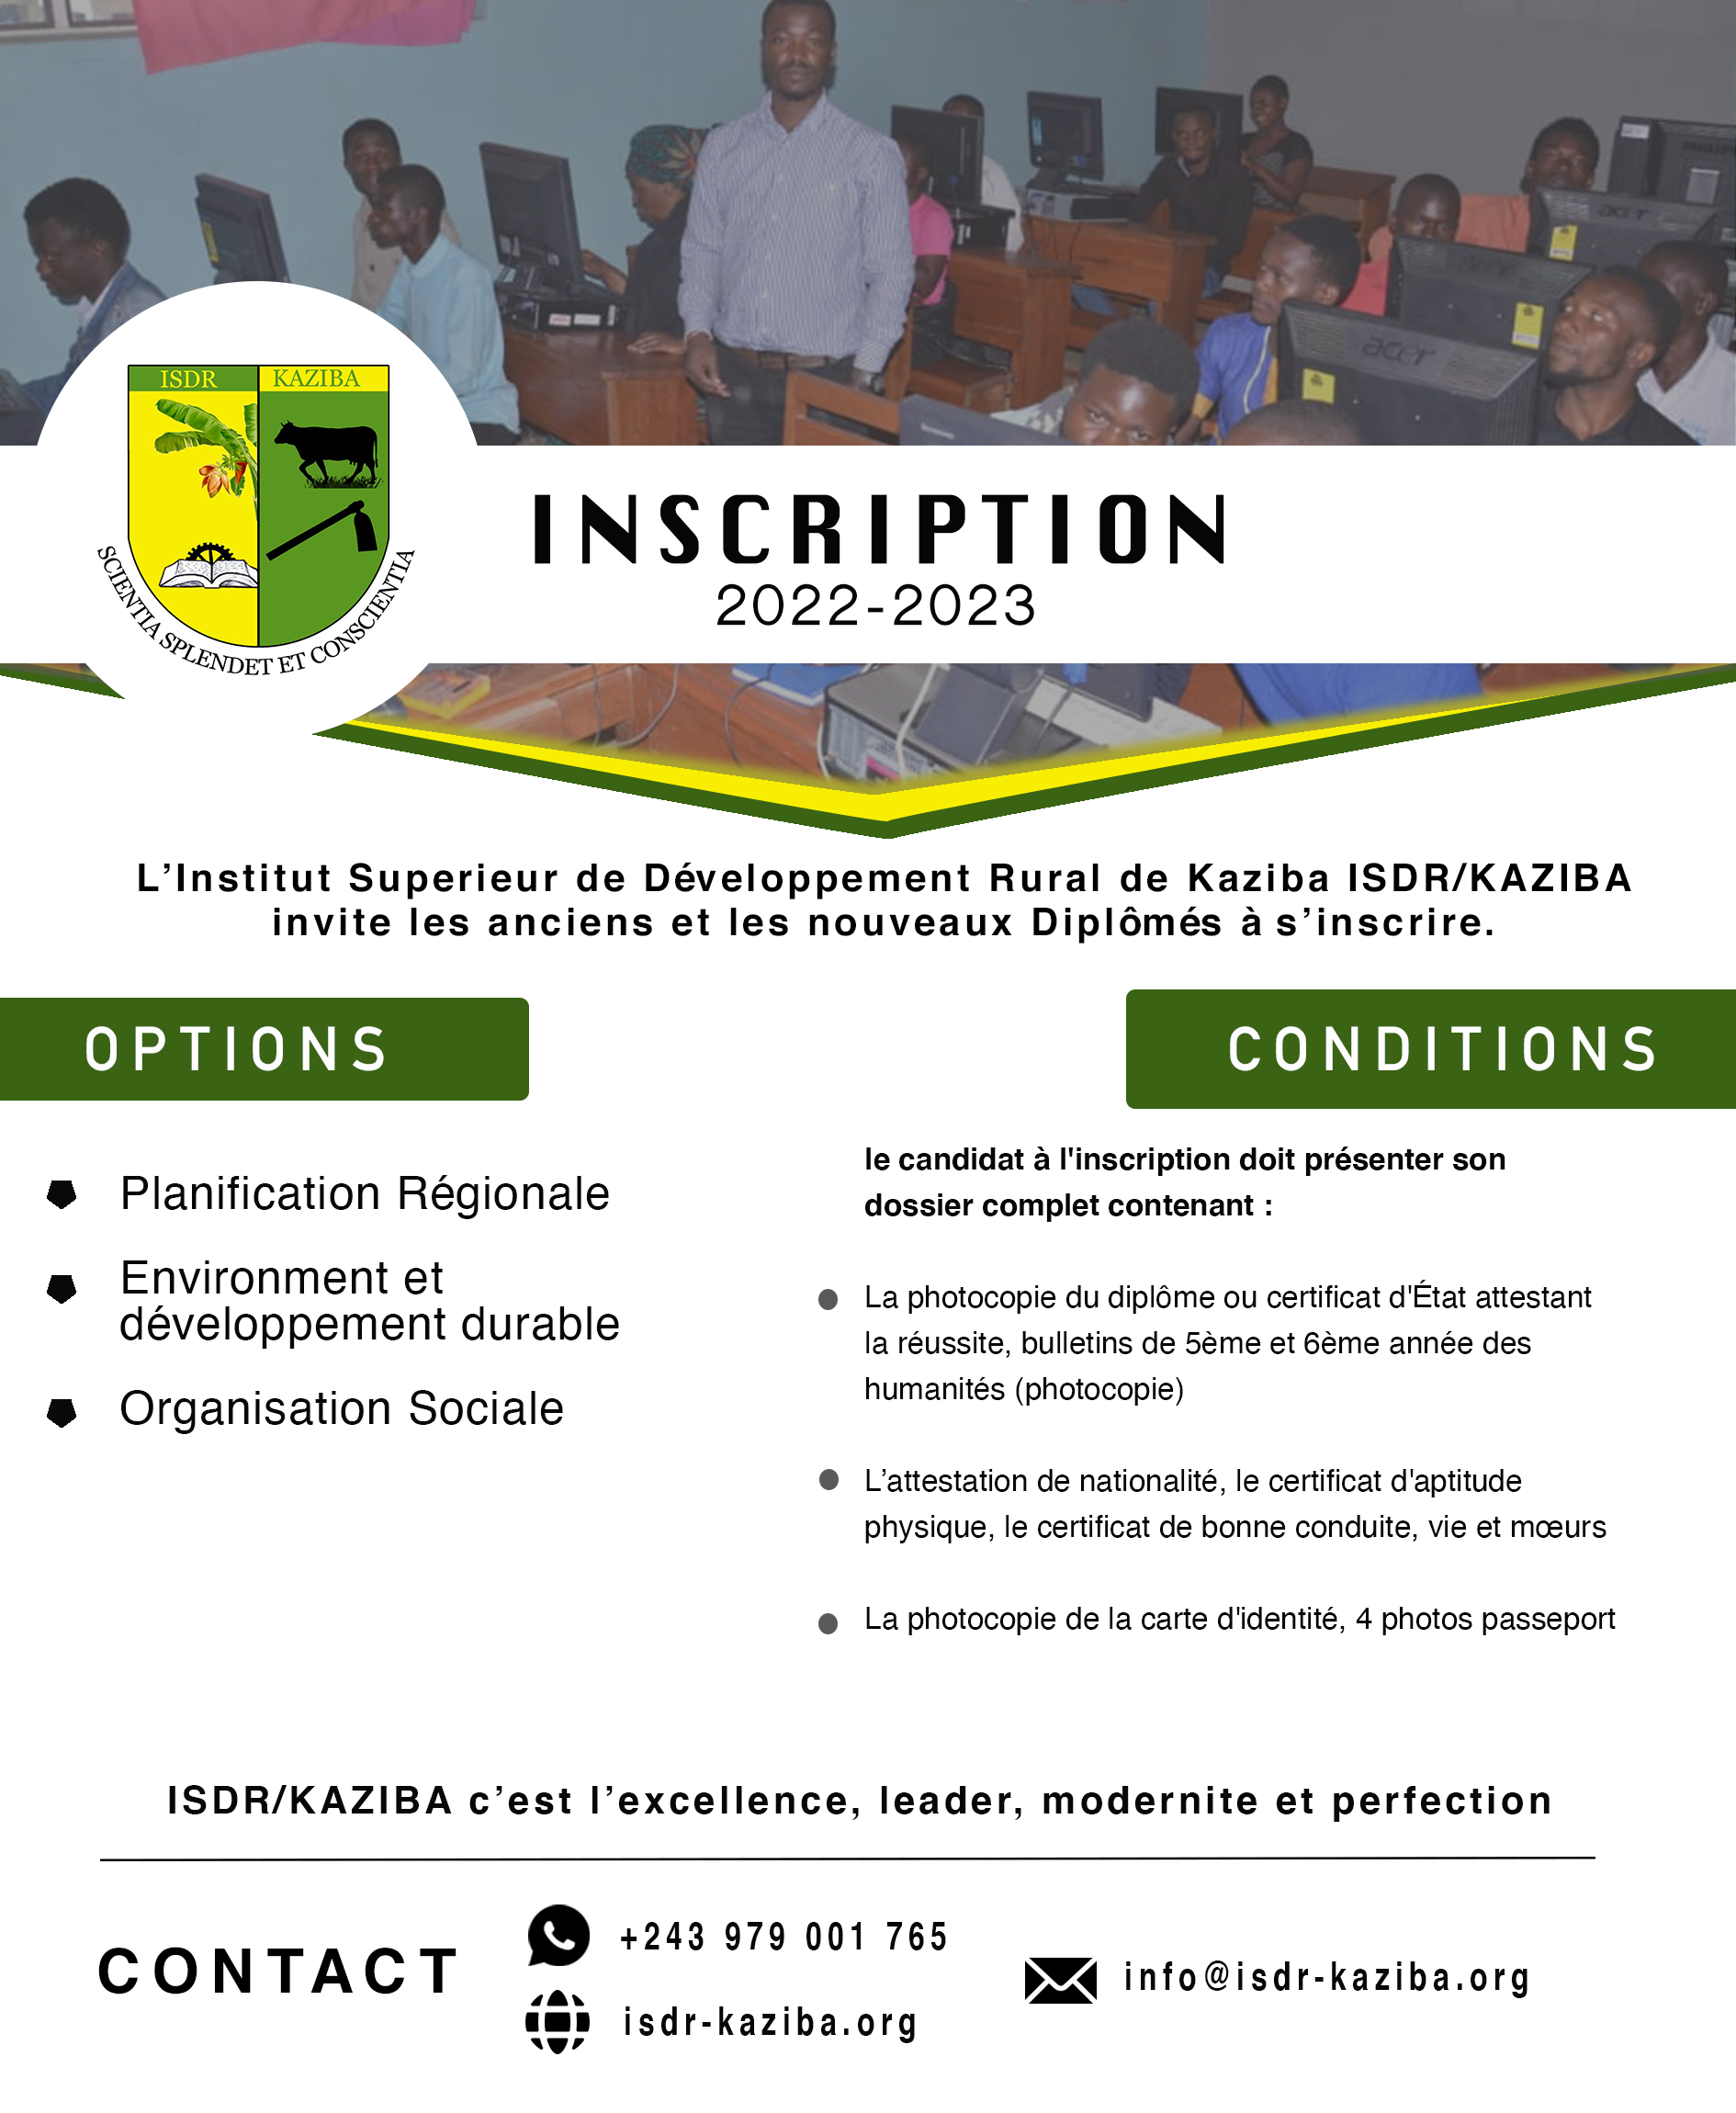 ISDR KAZIBA
SCIENTIA SPLENDET ET CONSCIENTIA
acer
acer
acer
INSCRIPTION
2022-2023
L’Institut Superieur de Développement Rural de Kaziba ISDR/KAZIBA
invite les anciens et les nouveaux Diplômés à s’inscrire.
OPTIONS
Planification Régionale
Environment et
développement durable
Organisation Sociale
CONDITIONS
le candidat à l'inscription doit présenter son
dossier complet contenant :
La photocopie du diplôme ou certificat d'État attestant
la réussite, bulletins de 5ème et 6ème année des
humanités (photocopie)
L’attestation de nationalité, le certificat d'aptitude
physique, le certificat de bonne conduite, vie et mœurs
La photocopie de la carte d'identité, 4 photos passeport
ISDR/KAZIBA c’est l’excellence, leader, modernite et perfection
CONTACT
+243 979 001 765
isdr-kaziba.org
info@isdr-kaziba.org